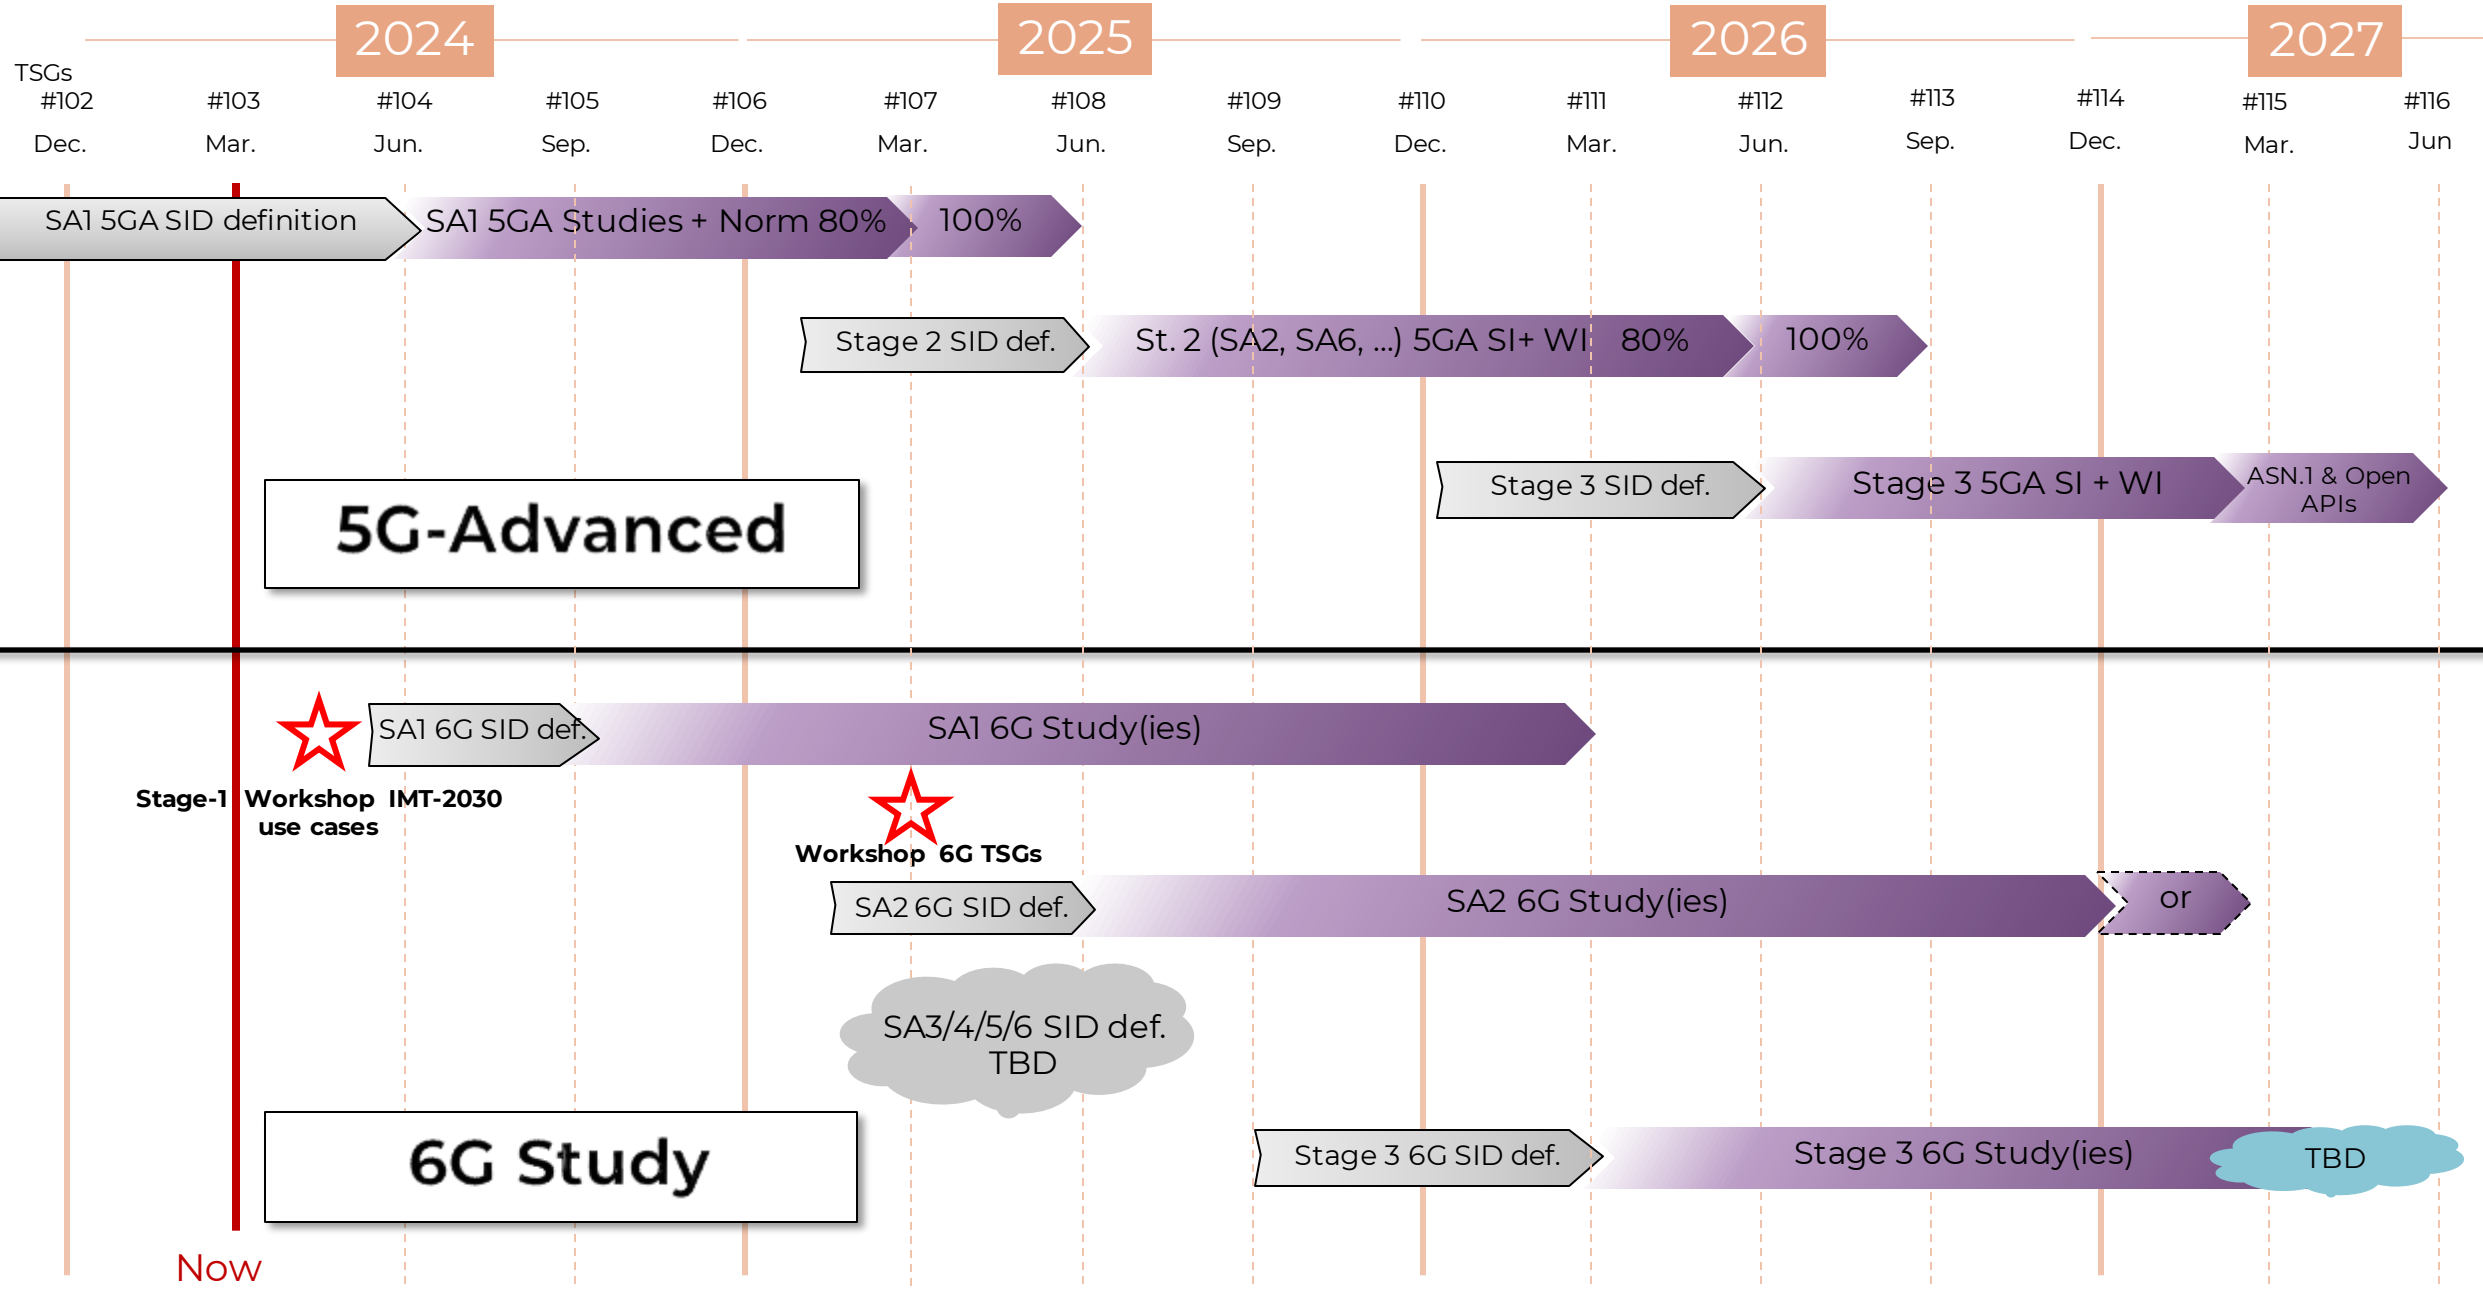 2024 2025 2026 2027
TSGs
#102 #103 #104 #105 #106 #107 #108 #109 #110 #111 #112 #113 #114 #115 #116
Dec. Mar. Jun. Sep. Dec. Mar. Jun. Sep. Dec. Mar. Jun. Sep. Dec. Mar. Jun
SA1 5GA SID definition SA1 5GA Studies + Norm 80% 100%
Stage 2 SID def. St. 2 (SA2, SA6, ...) 5GA SI+ WI 80% 100%
Stage 3 SID def. Stage 3 5GA SI + WI ASN.1 & Open
APIs
5G-Advanced
SA1 6G SID def. SA1 6G Study(ies)
Stage-1 Workshop IMT-2030
use cases
Workshop 6G TSGs
SA2 6G SID def. SA2 6G Study(ies) or
SA3/4/5/6 SID def.
TBD
6G Study
Stage 3 6G SID def. Stage 3 6G Study(ies) TBD
Now